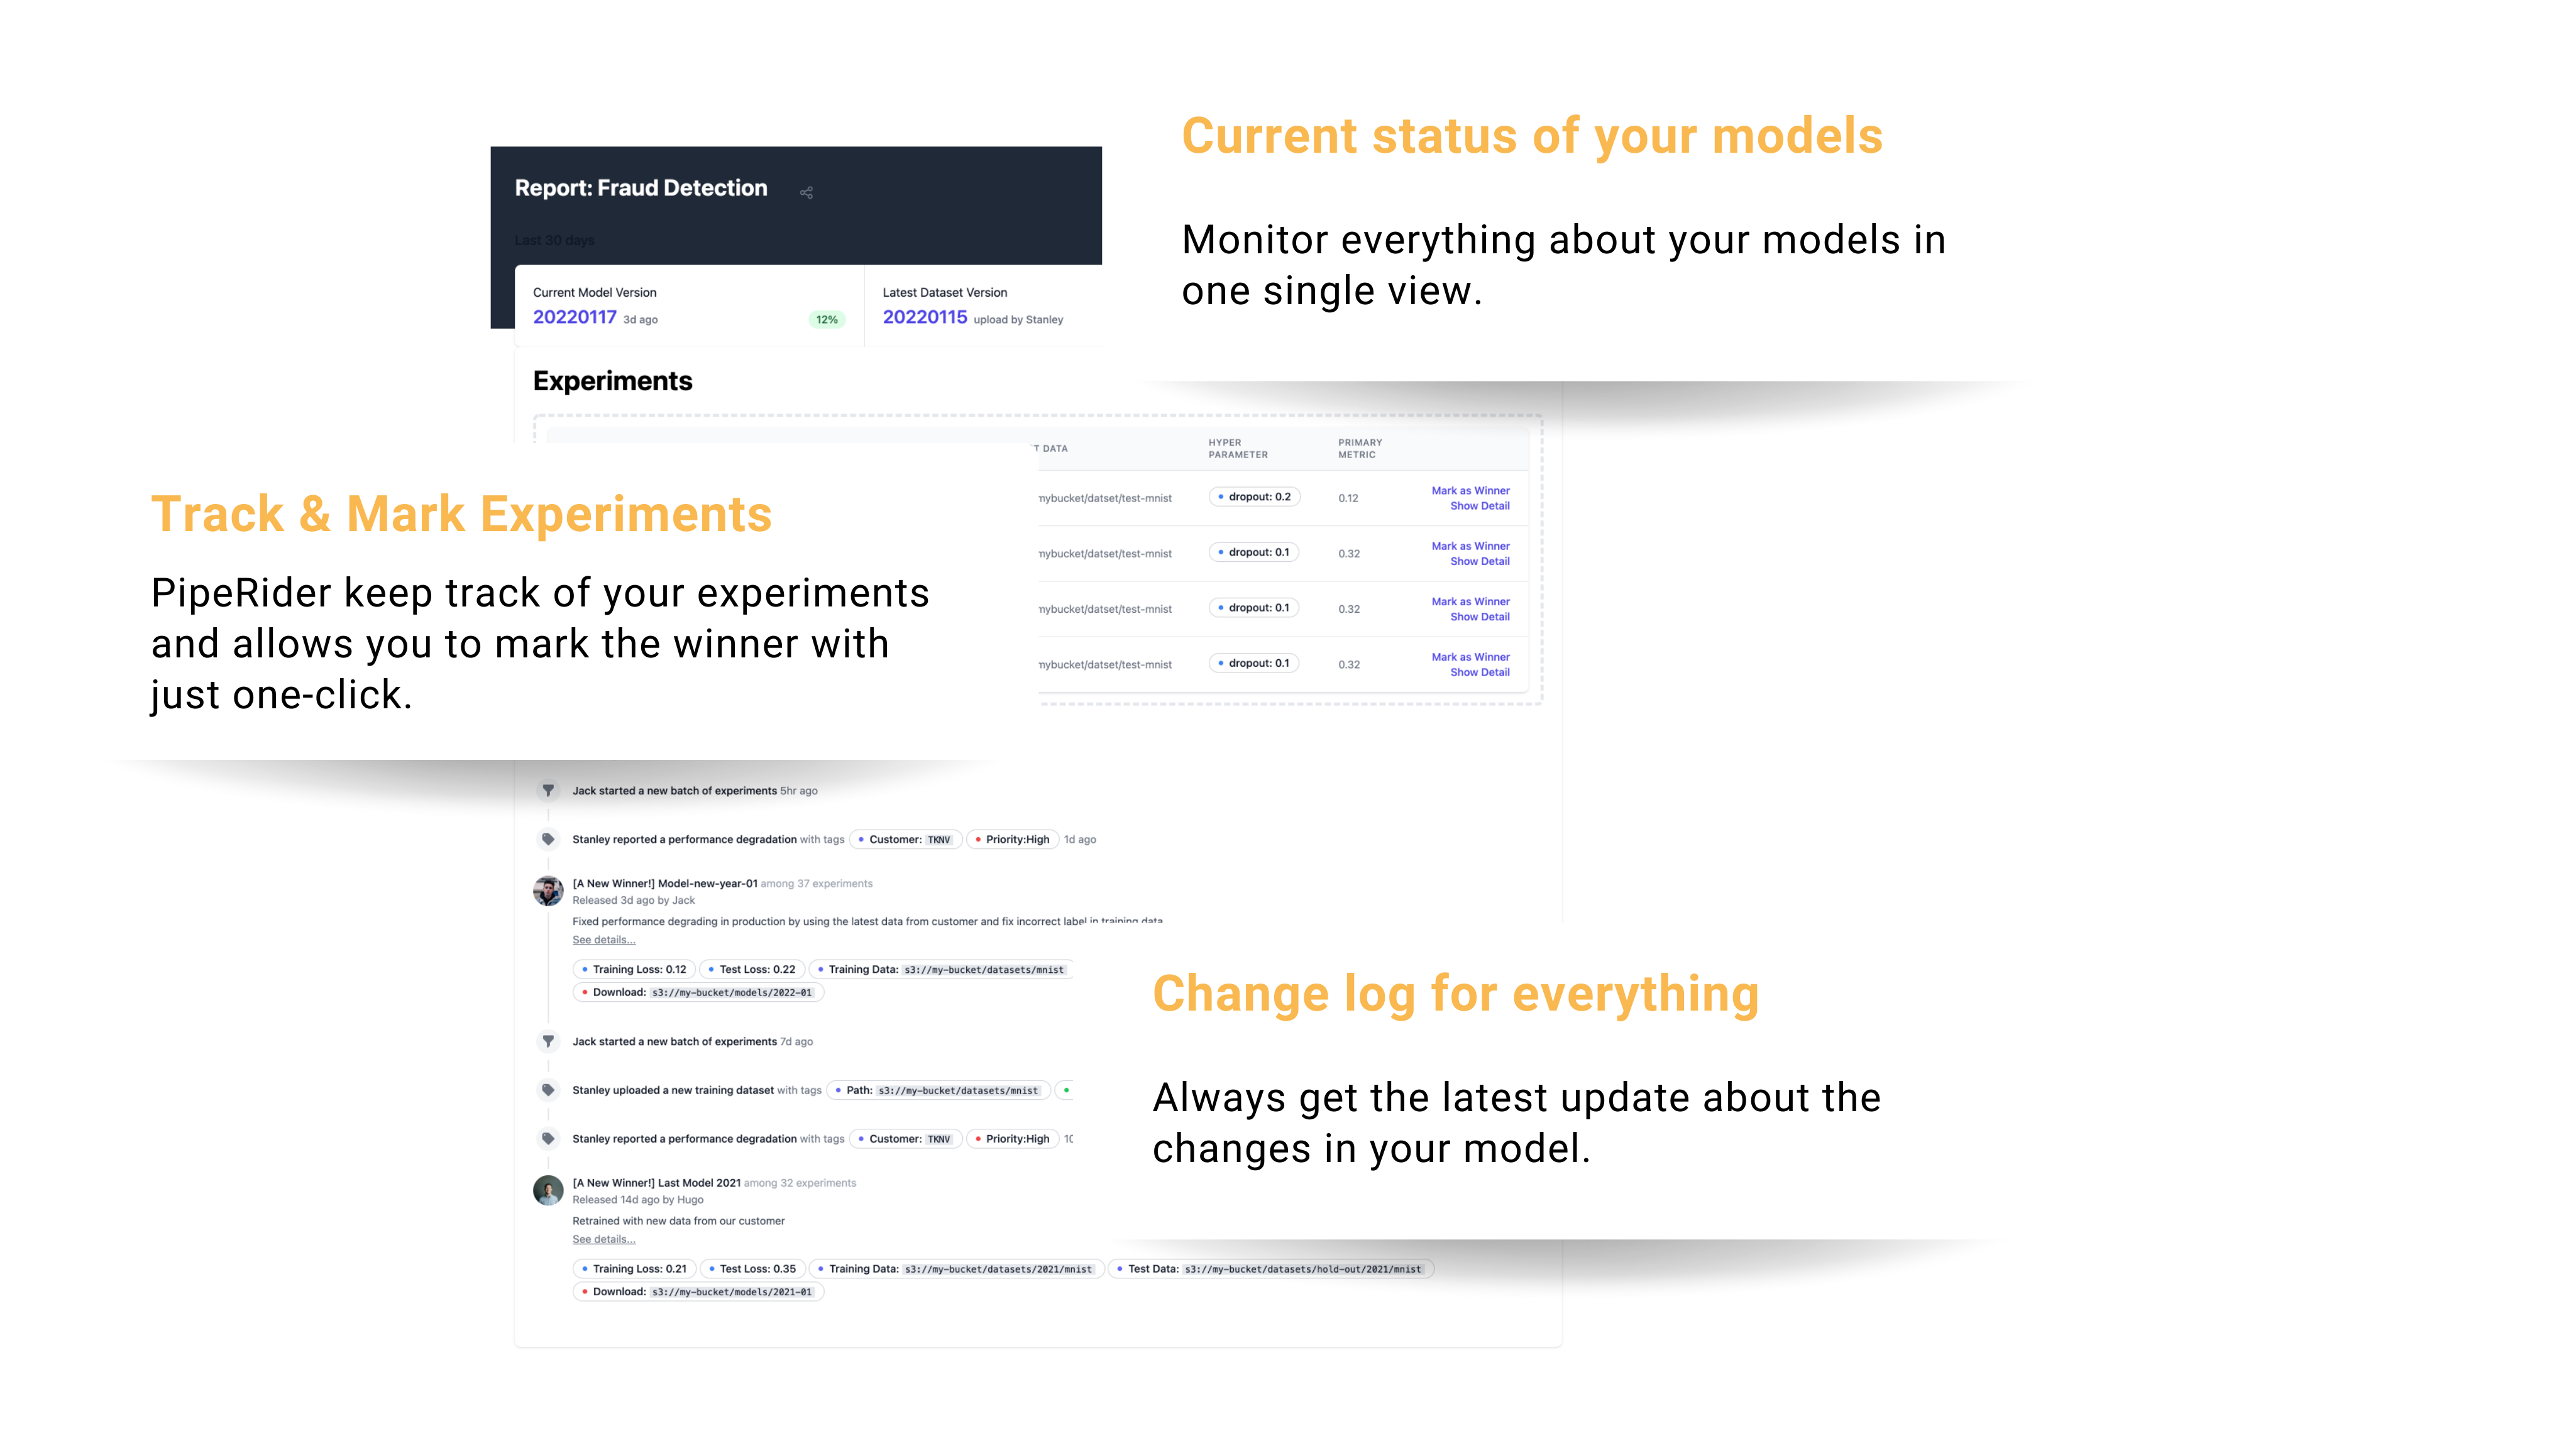 Current status of your models
Monitor everything about your models in
one single view.
Report: Fraud Detection
Last 30 days
Current Model Version
20220117 3d ago 12%
Latest Dataset Version
20220115 upload by Stanley
Experiments
Track & Mark Experiments
PipeRider keep track of your experiments
and allows you to mark the winner with
just one-click.
T DATA
HYPER
PARAMETER
PRIMARY
METRIC
mybucket/datset/test-mnist dropout: 0.2 0.12 Mark as Winner
Show Detail
mybucket/datset/test-mnist dropout: 0.1 0.32 Mark as Winner
Show Detail
mybucket/datset/test-mnist dropout: 0.1 0.32 Mark as Winner
Show Detail
mybucket/datset/test-mnist dropout: 0.1 0.32 Mark as Winner
Show Detail
Jack started a new batch of experiments 5hr ago
Stanley reported a performance degradation with tags Customer: TKNV Priority:High 1d ago
[A New Winner!] Model-new-year-01 among 37 experiments
Released 3d ago by Jack
Fixed performance degrading in production by using the latest data from customer and fix incorrect label in training data
See details...
Training Loss: 0.12 Test Loss: 0.22 Training Data: s3://my-bucket/datasets/mnist
Download: s3://my-bucket/models/2022-01
Jack started a new batch of experiments 7d ago
Stanley uploaded a new training dataset with tags Path: s3://my-bucket/datasets/mnist
Stanley reported a performance degradation with tags Customer: TKNV Priority:High
[A New Winner!] Last Model 2021 among 32 experiments
Released 14d ago by Hugo
Retrained with new data from our customer
See details...
Training Loss: 0.21 Test Loss: 0.35 Training Data: s3://my-bucket/datasets/2021/mnist Test Data: s3://my-bucket/datasets/hold-out/2021/mnist
Download: s3://my-bucket/models/2021-01
Change log for everything
Always get the latest update about the
changes in your model.